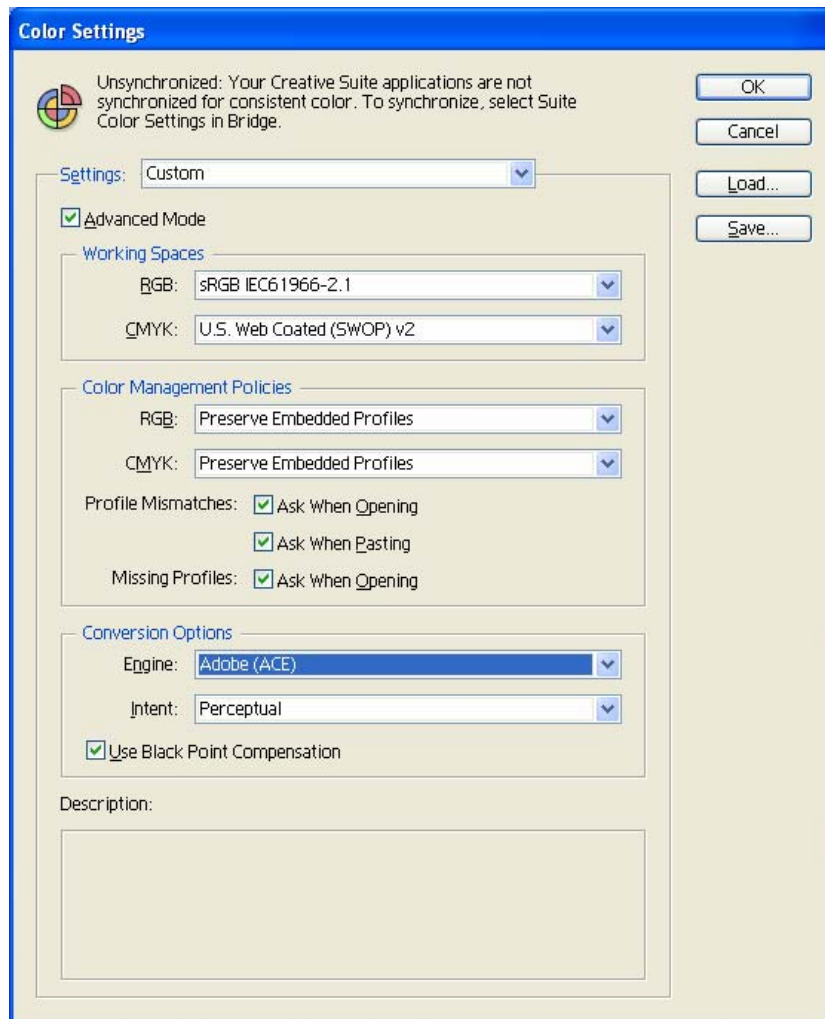 Color Settings
Unsynchronized: Your Creative Suite applications are not
synchronized for consistent color. To synchronize, select Suite
Color Settings in Bridge.
OK
Cancel
Load...
Save...
Settings: Custom
Advanced Mode
Working Spaces
RGB: sRGB IEC61966-2.1
CMYK: U.S. Web Coated (SWOP) v2
Color Management Policies
RGB: Preserve Embedded Profiles
CMYK: Preserve Embedded Profiles
Profile Mismatches: Ask When Opening
Ask When Pasting
Missing Profiles: Ask When Opening
Conversion Options
Engine: Adobe (ACE)
Intent: Perceptual
Use Black Point Compensation
Description: